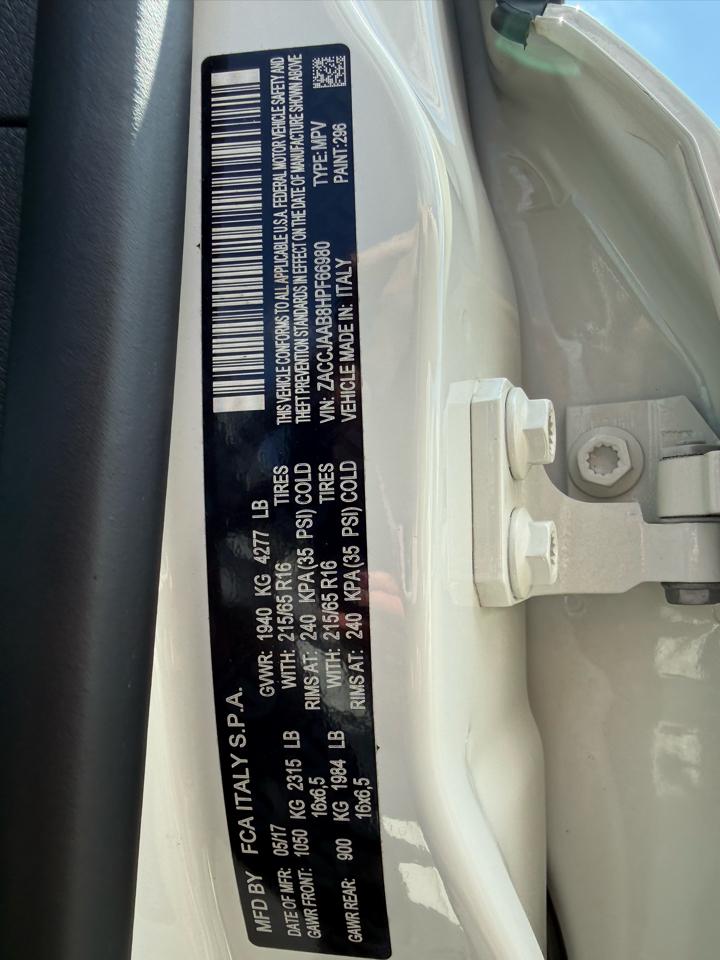 MFD BY FCA ITALY S.P.A.
DATE OF MFR: 05/17 GVWR: 1940 KG 4277 LB
GAWR FRONT: 1050 KG 2315 LB WITH: 215/65 R16 TIRES
16x6,5 RIMS AT: 240 KPA (35 PSI) COLD
GAWR REAR: 900 KG 1984 LB WITH: 215/65 R16 TIRES
16x6,5 RIMS AT: 240 KPA (35 PSI) COLD
THIS VEHICLE CONFORMS TO ALL APPLICABLE U.S.A. FEDERAL MOTOR VEHICLE SAFETY AND
THEFT PREVENTION STANDARDS IN EFFECT ON THE DATE OF MANUFACTURE SHOWN ABOVE
VIN: ZACCJAAB8HPF66980 TYPE: MPV
VEHICLE MADE IN: ITALY PAINT: 296